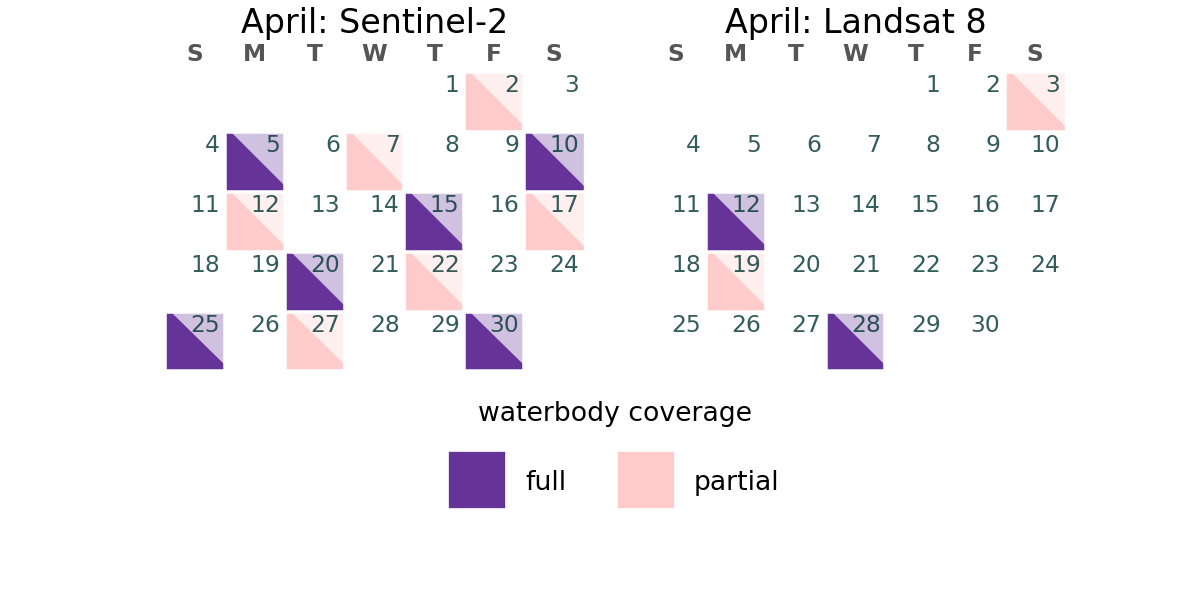 April: Sentinel-2
S M T W T F S
1 2 3
4 5 6 7 8 9 10
11 12 13 14 15 16 17
18 19 20 21 22 23 24
25 26 27 28 29 30
April: Landsat 8
S M T W T F S
1 2 3
4 5 6 7 8 9 10
11 12 13 14 15 16 17
18 19 20 21 22 23 24
25 26 27 28 29 30
waterbody coverage
full
partial